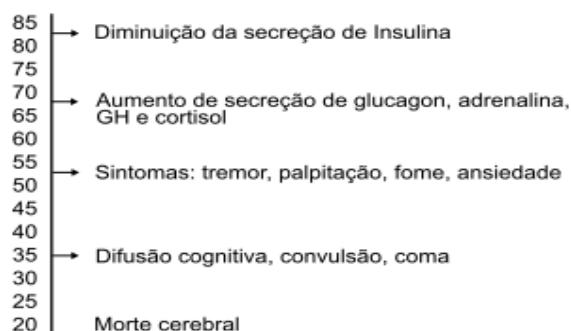 85
80
Diminuição da secreção de Insulina
75
70
Aumento de secreção de glucagon, adrenalina,
65
GH e cortisol
60
55
Sintomas: tremor, palpitação, fome, ansiedade
50
45
40
35
Difusão cognitiva, convulsão, coma
30
25
20
Morte cerebral